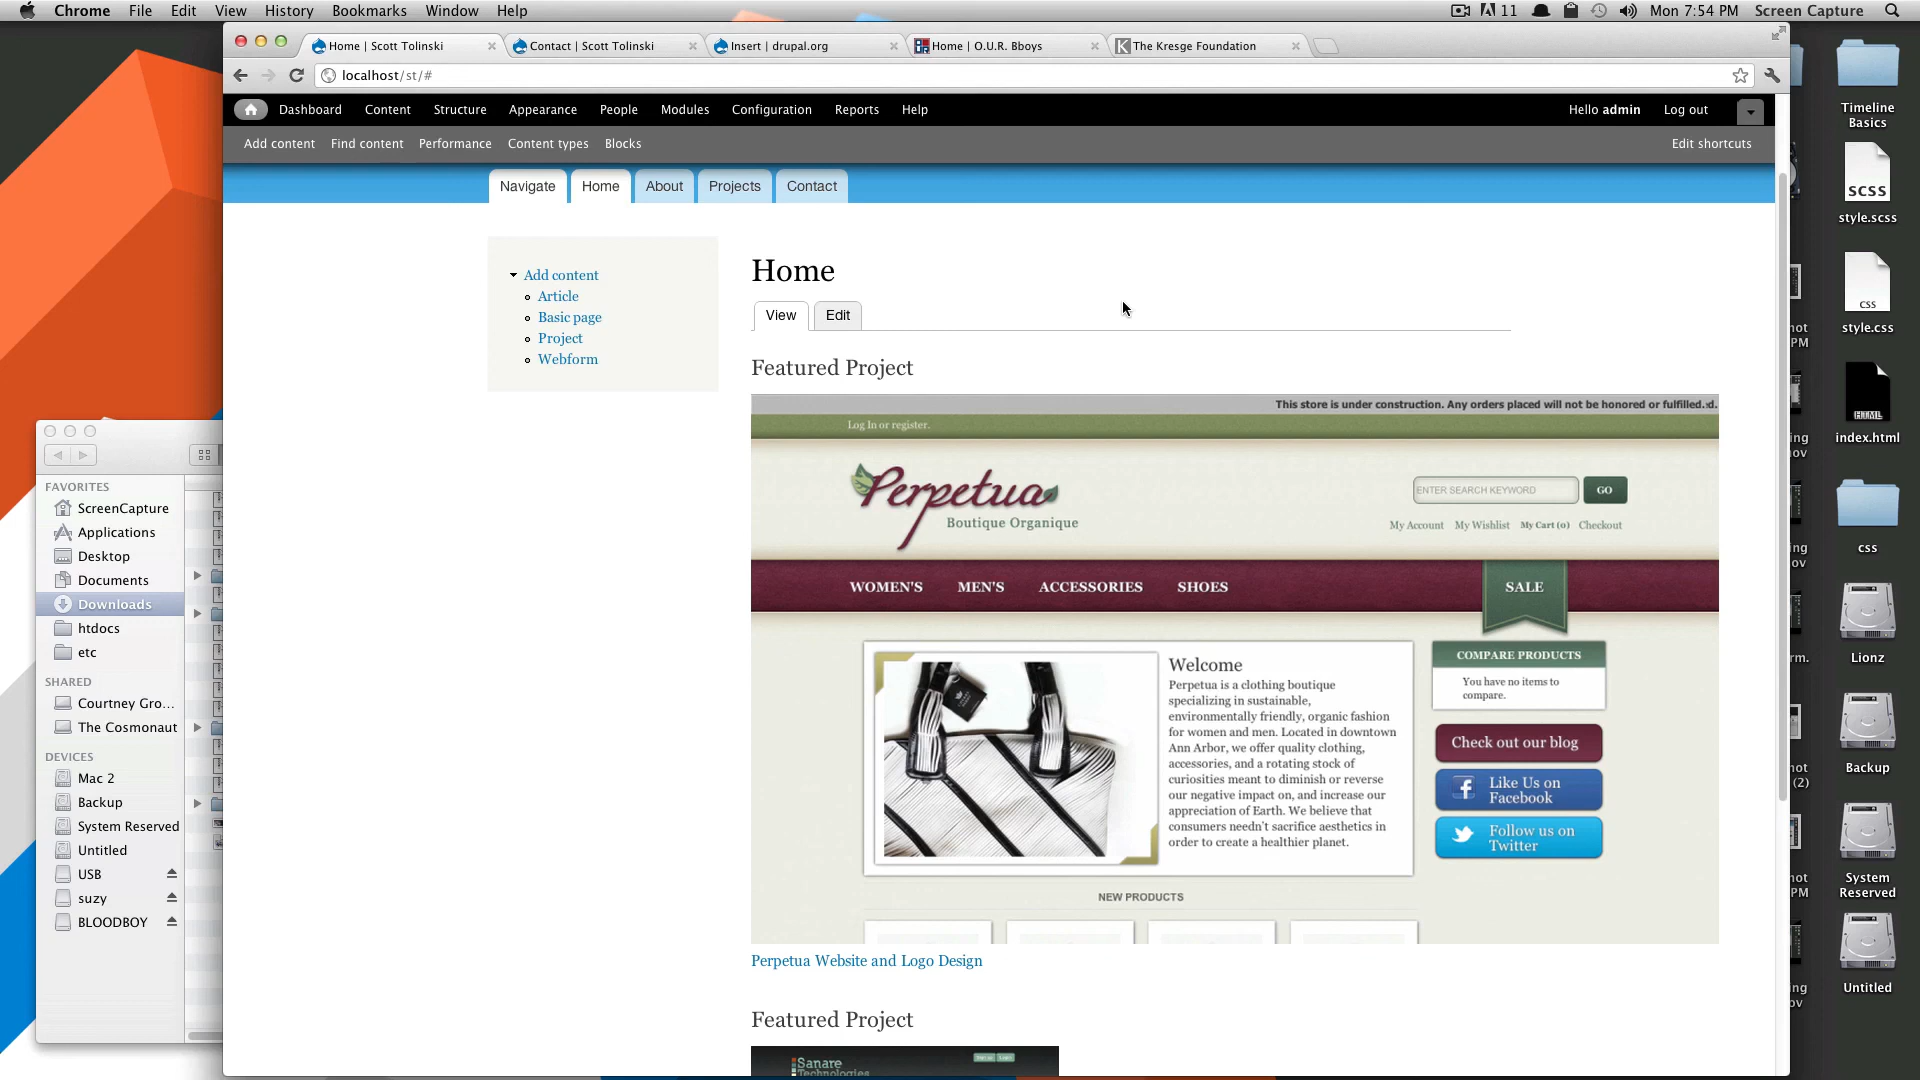 Chrome File Edit View History Bookmarks Window Help
11 Mon 7:54 PM Screen Capture
Home | Scott Tolinski
Contact | Scott Tolinski
Insert | drupal.org
Home | O.U.R. Bboys
The Kresge Foundation
localhost/st/#
Dashboard Content Structure Appearance People Modules Configuration Reports Help
Hello admin Log out
Add content Find content Performance Content types Blocks
Edit shortcuts
Navigate Home About Projects Contact
Add content
Article
Basic page
Project
Webform
Home
View Edit
Featured Project
This store is under construction. Any orders placed will not be honored or fulfilled.
Log In or register.
Perpetua
Boutique Organique
ENTER SEARCH KEYWORD GO
My Account My Wishlist My Cart (0) Checkout
WOMEN'S MEN'S ACCESSORIES SHOES SALE
Welcome
Perpetua is a clothing boutique
specializing in sustainable,
environmentally friendly, organic fashion
for women and men. Located in downtown
Ann Arbor, we offer quality clothing,
accessories, and a rotating stock of
curiosities meant to diminish or reverse
our negative impact on, and increase our
appreciation of Earth. We believe that
consumers needn't sacrifice aesthetics in
order to create a healthier planet.
COMPARE PRODUCTS
You have no items to
compare.
Check out our blog
Like Us on
Facebook
Follow us on
Twitter
NEW PRODUCTS
Perpetua Website and Logo Design
Featured Project
Sanare
Technologies
FAVORITES
ScreenCapture
Applications
Desktop
Documents
Downloads
htdocs
etc
SHARED
Courtney Gro...
The Cosmonaut
DEVICES
Mac 2
Backup
System Reserved
Untitled
USB
suzy
BLOODBOY
Timeline
Basics
SCSS
style.scss
css
style.css
HTML
index.html
css
Lionz
Backup
System
Reserved
Untitled